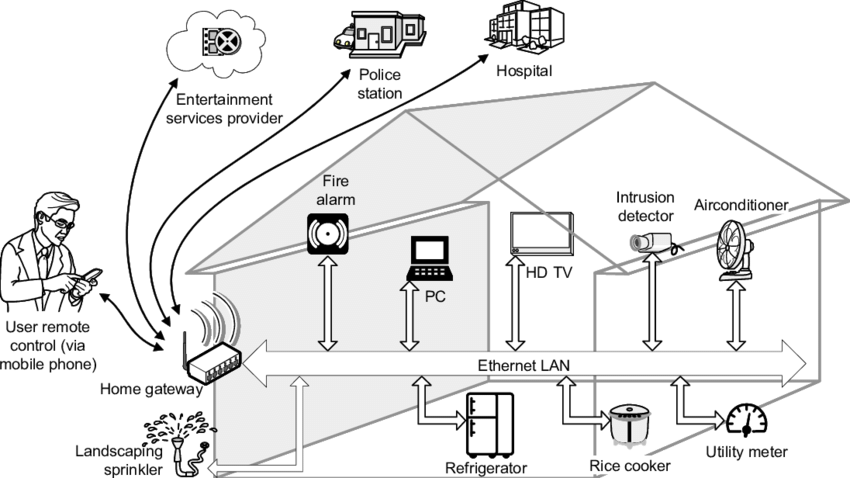 Entertainment
services provider
Police
station
Hospital
Fire
alarm
Intrusion
detector
Airconditioner
PC
HD TV
User remote
control (via
mobile phone)
Home gateway
Ethernet LAN
Landscaping
sprinkler
Refrigerator
Rice cooker
Utility meter